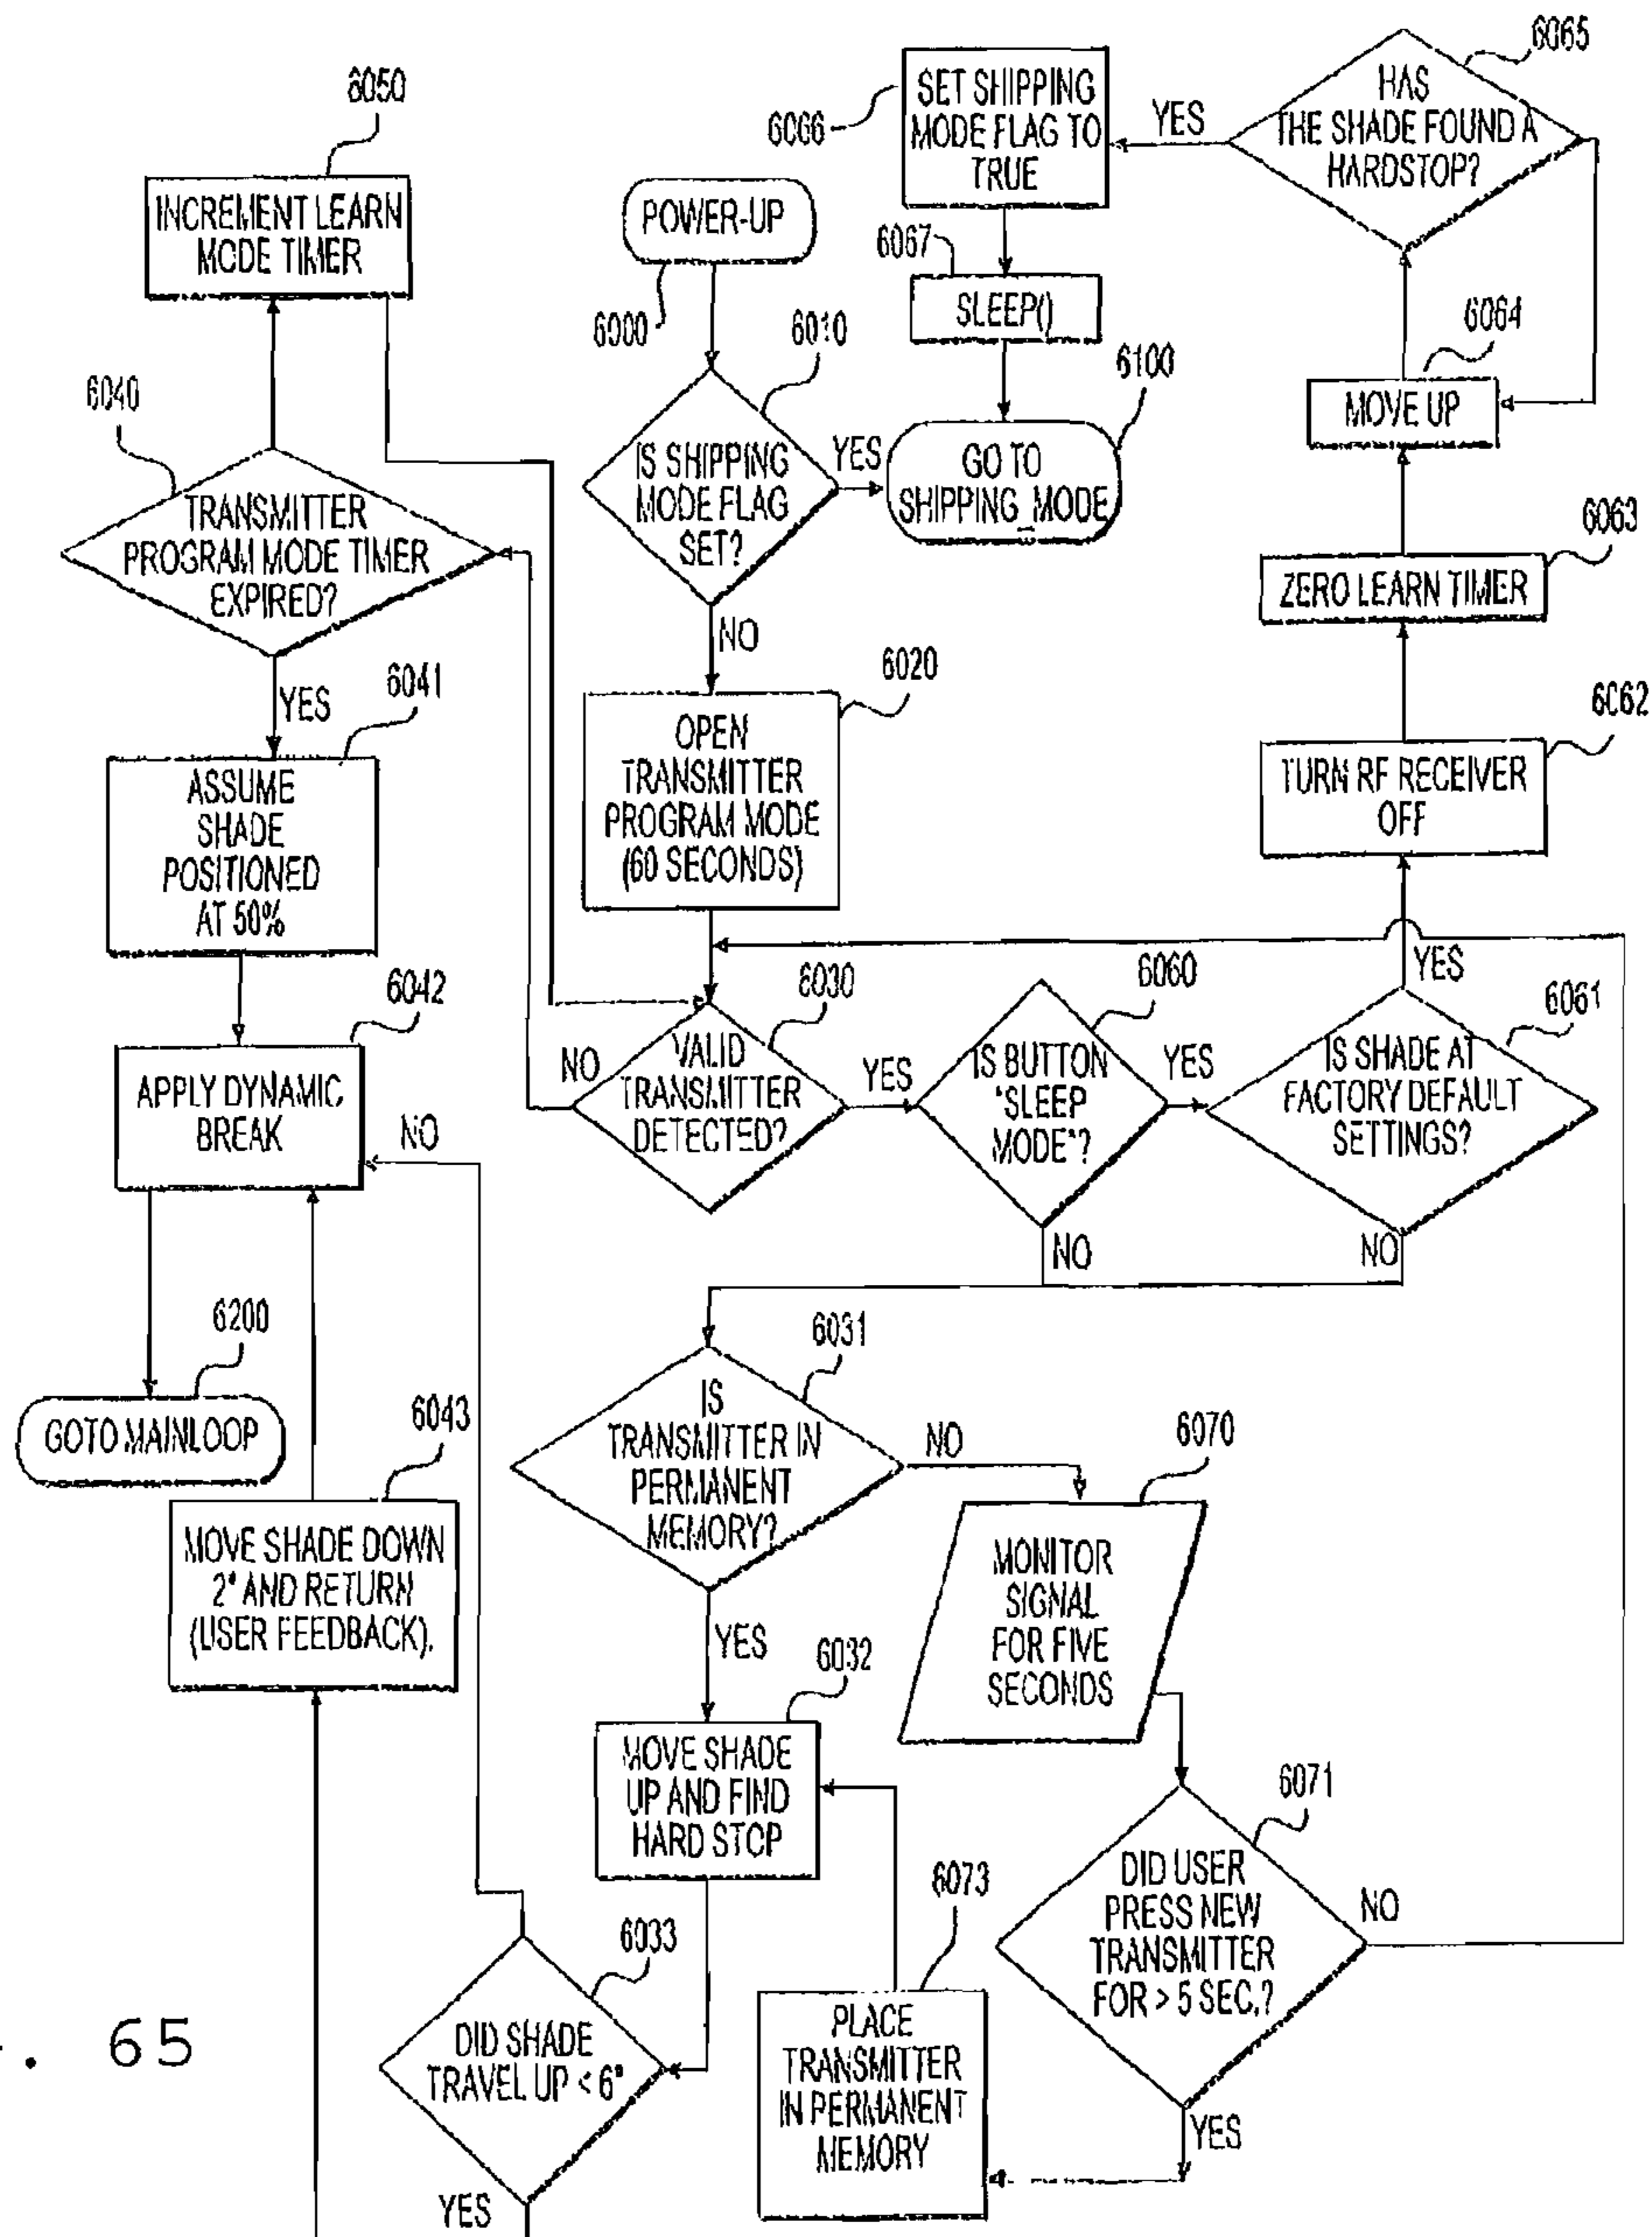 6065
HAS
THE SHADE FOUND A
HARDSTOP?
YES
6066
SET SHIPPING
MODE FLAG TO
TRUE
6050
INCREMENT LEARN
MODE TIMER
POWER-UP
6000
6067
SLEEP()
6010
6064
MOVE UP
6100
GO TO
SHIPPING_MODE
YES
IS SHIPPING
MODE FLAG
SET?
6040
TRANSMITTER
PROGRAM MODE TIMER
EXPIRED?
6063
ZERO LEARN TIMER
NO
6020
OPEN
TRANSMITTER
PROGRAM MODE
(60 SECONDS)
YES
6041
ASSUME
SHADE
POSITIONED
AT 50%
6062
TURN RF RECEIVER
OFF
YES
6042
APPLY DYNAMIC
BREAK
NO
6030
NO
VALID
TRANSMITTER
DETECTED?
YES
6060
IS BUTTON
"SLEEP
MODE"?
YES
6061
IS SHADE AT
FACTORY DEFAULT
SETTINGS?
NO
NO
6200
GOTO MAINLOOP
6031
IS
TRANSMITTER IN
PERMANENT
MEMORY?
NO
6043
MOVE SHADE DOWN
2" AND RETURN
(USER FEEDBACK).
6070
MONITOR
SIGNAL
FOR FIVE
SECONDS
YES
6032
MOVE SHADE
UP AND FIND
HARD STOP
6071
DID USER
PRESS NEW
TRANSMITTER
FOR > 5 SEC.?
NO
6073
PLACE
TRANSMITTER
IN PERMANENT
MEMORY
YES
6033
DID SHADE
TRAVEL UP < 6"
YES
. 65